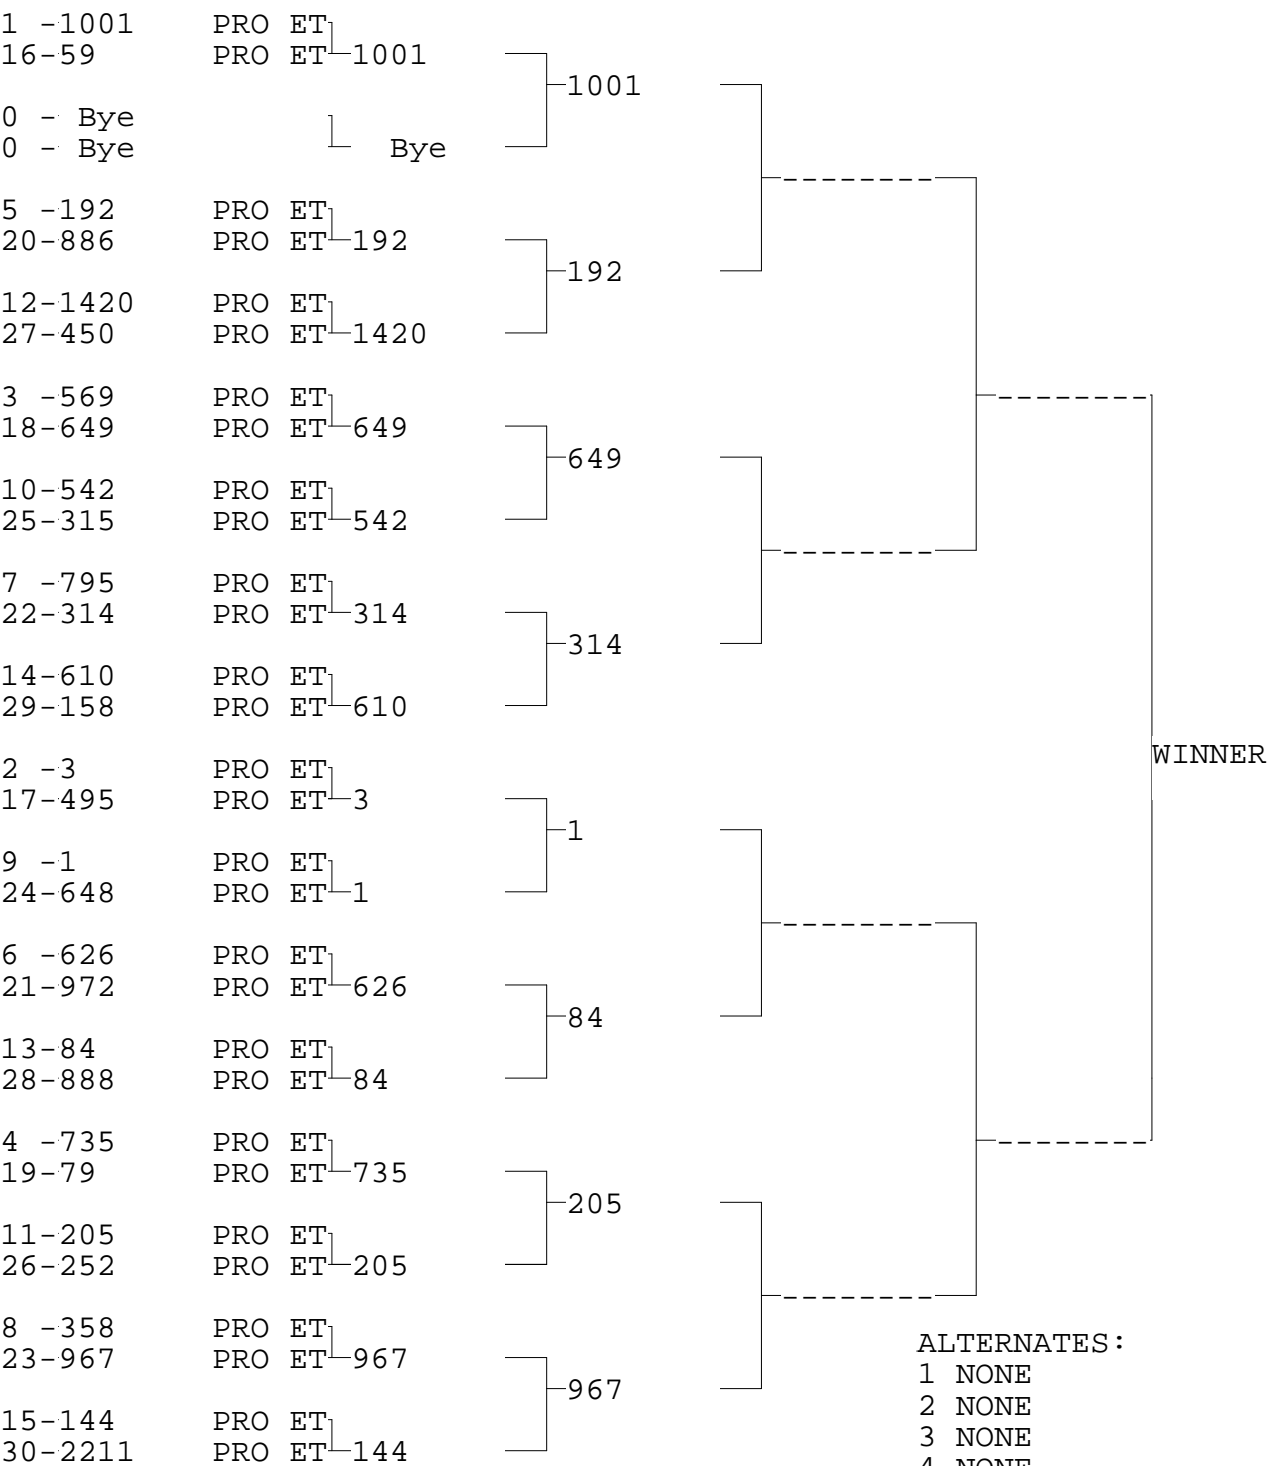 1 -1001 PRO ET
16-59 PRO ET 1001
1001
0 - Bye
0 - Bye Bye
5 -192 PRO ET
20-886 PRO ET 192
192
12-1420 PRO ET
27-450 PRO ET 1420
3 -569 PRO ET
18-649 PRO ET 649
649
10-542 PRO ET
25-315 PRO ET 542
7 -795 PRO ET
22-314 PRO ET 314
314
14-610 PRO ET
29-158 PRO ET 610
WINNER
2 -3 PRO ET
17-495 PRO ET 3
1
9 -1 PRO ET
24-648 PRO ET 1
6 -626 PRO ET
21-972 PRO ET 626
84
13-84 PRO ET
28-888 PRO ET 84
4 -735 PRO ET
19-79 PRO ET 735
205
11-205 PRO ET
26-252 PRO ET 205
8 -358 PRO ET
23-967 PRO ET 967
967
15-144 PRO ET
30-2211 PRO ET 144
ALTERNATES:
1 NONE
2 NONE
3 NONE
4 NONE